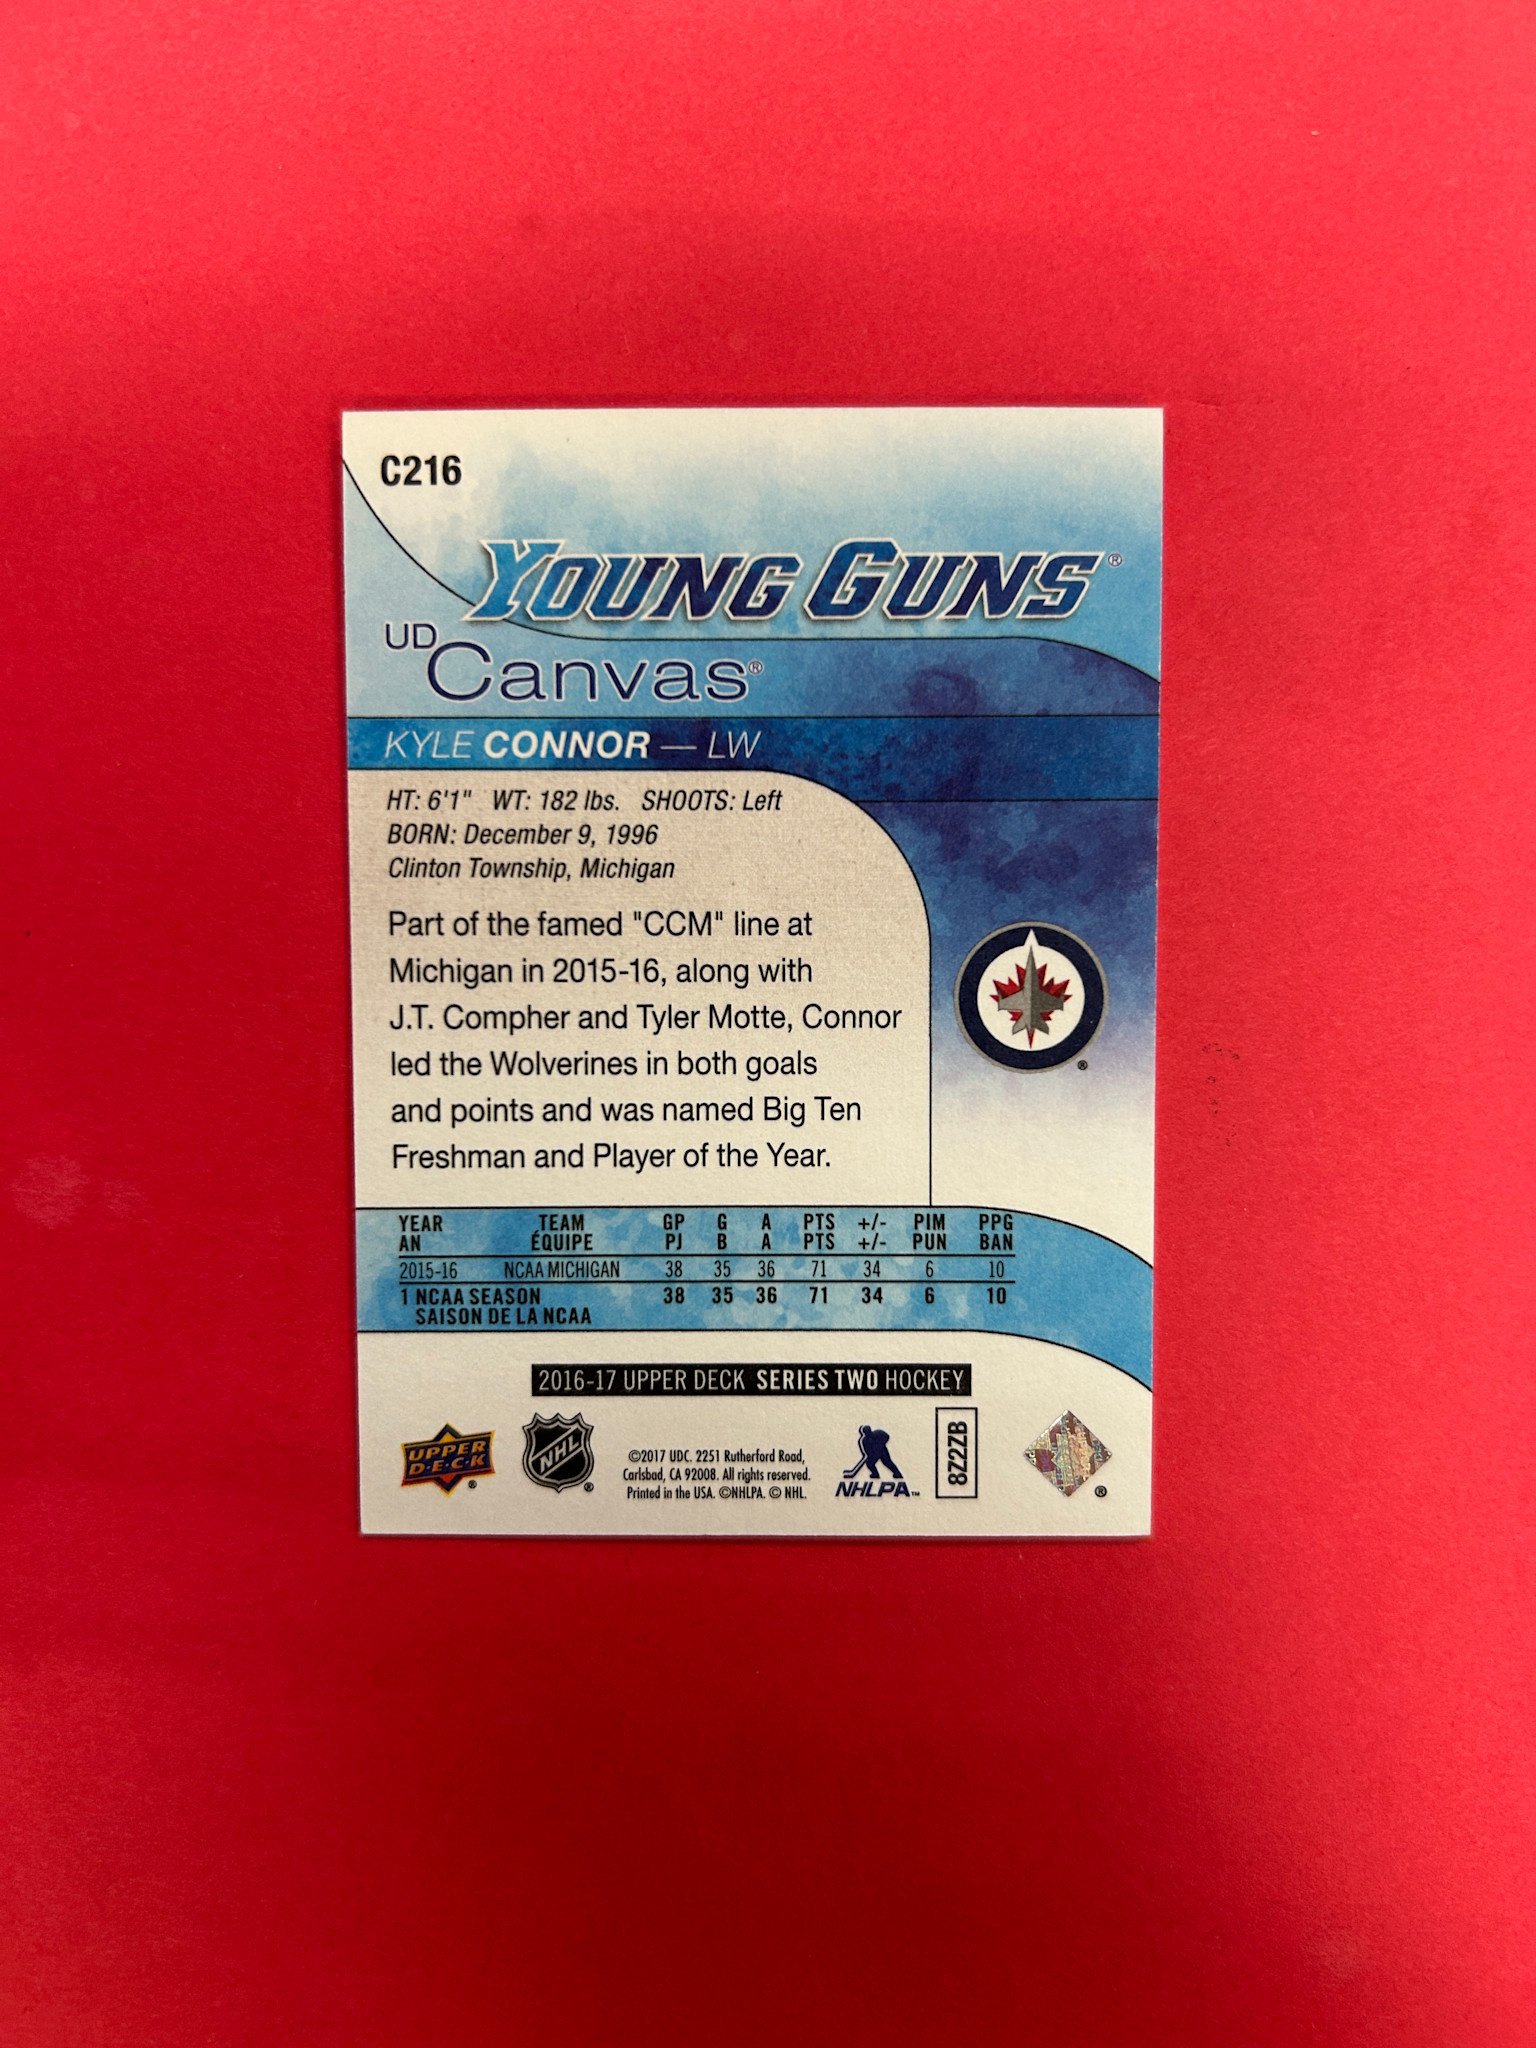 C216
YOUNG GUNS®
UD Canvas®
KYLE CONNOR — LW
HT: 6'1" WT: 182 lbs. SHOOTS: Left
BORN: December 9, 1996
Clinton Township, Michigan
Part of the famed "CCM" line at
Michigan in 2015-16, along with
J.T. Compher and Tyler Motte, Connor
led the Wolverines in both goals
and points and was named Big Ten
Freshman and Player of the Year.
®
YEAR TEAM GP G A PTS +/- PIM PPG
AN ÉQUIPE PJ B A PTS +/- PUN BAN
2015-16 NCAA MICHIGAN 38 35 36 71 34 6 10
1 NCAA SEASON 38 35 36 71 34 6 10
SAISON DE LA NCAA
2016-17 UPPER DECK SERIES TWO HOCKEY
UPPER DECK®
NHL®
©2017 UDC. 2251 Rutherford Road,
Carlsbad, CA 92008. All rights reserved.
Printed in the USA. ©NHLPA. © NHL.
NHLPA™
8Z2ZB
®